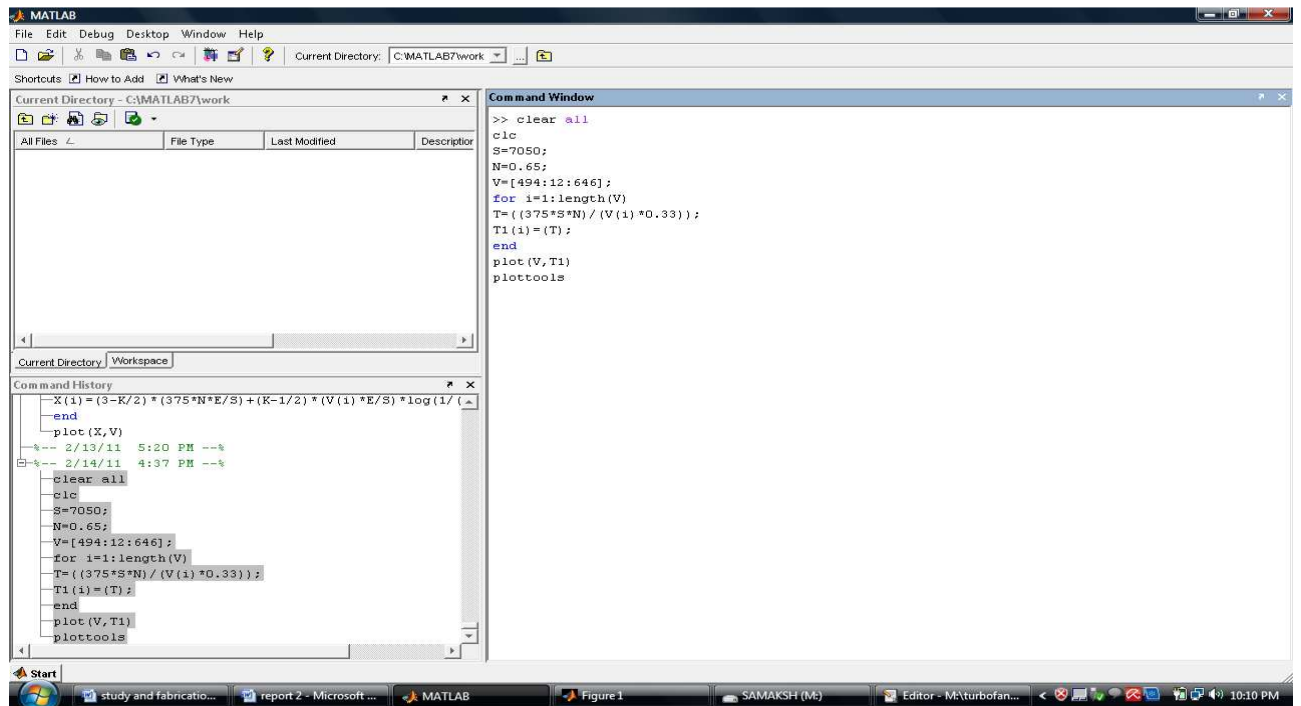 MATLAB
File Edit Debug Desktop Window Help
Current Directory: C:\MATLAB7\work
Shortcuts How to Add What's New
Current Directory - C:\MATLAB7\work
All Files File Type Last Modified Description
Current Directory Workspace
Command History
X(i)=(3-K/2)*(375*N*E/S)+(K-1/2)*(V(i)*E/S)*log(1/(
end
plot(X,V)
%-- 2/13/11 5:20 PM --%
%-- 2/14/11 4:37 PM --%
clear all
clc
S=7050;
N=0.65;
V=[494:12:646];
for i=1:length(V)
T=((375*S*N)/(V(i)*0.33));
T1(i)=(T);
end
plot(V,T1)
plottools
Command Window
>> clear all
clc
S=7050;
N=0.65;
V=[494:12:646];
for i=1:length(V)
T=((375*S*N)/(V(i)*0.33));
T1(i)=(T);
end
plot(V,T1)
plottools
Start
study and fabricatio... report 2 - Microsoft ... MATLAB Figure 1 SAMAKSH (M:) Editor - M:\turbofan... 10:10 PM